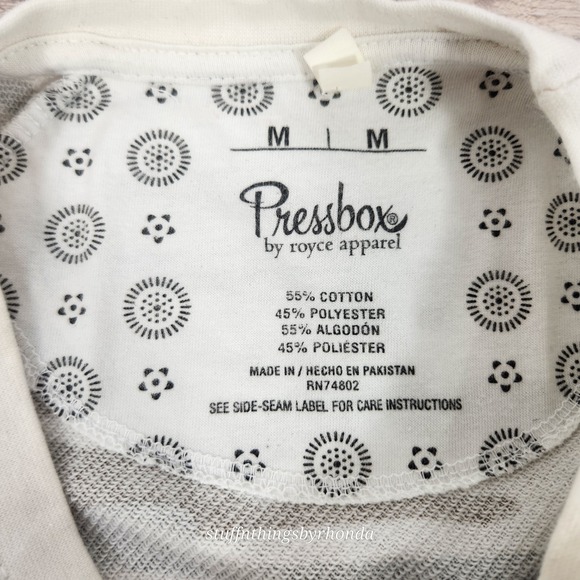 M | M
Pressbox®
by royce apparel
55% COTTON
45% POLYESTER
55% ALGODÓN
45% POLIÉSTER
MADE IN / HECHO EN PAKISTAN
RN74802
SEE SIDE-SEAM LABEL FOR CARE INSTRUCTIONS
stuffnthingsbyrhonda